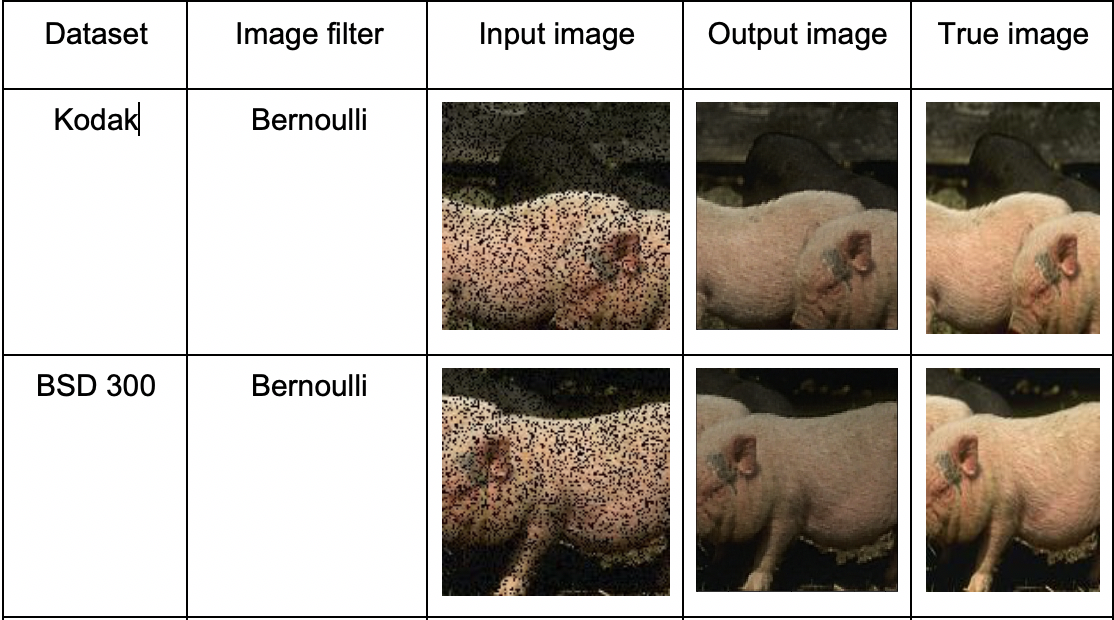 Dataset Image filter Input image Output image True image
Kodak Bernoulli
BSD 300 Bernoulli